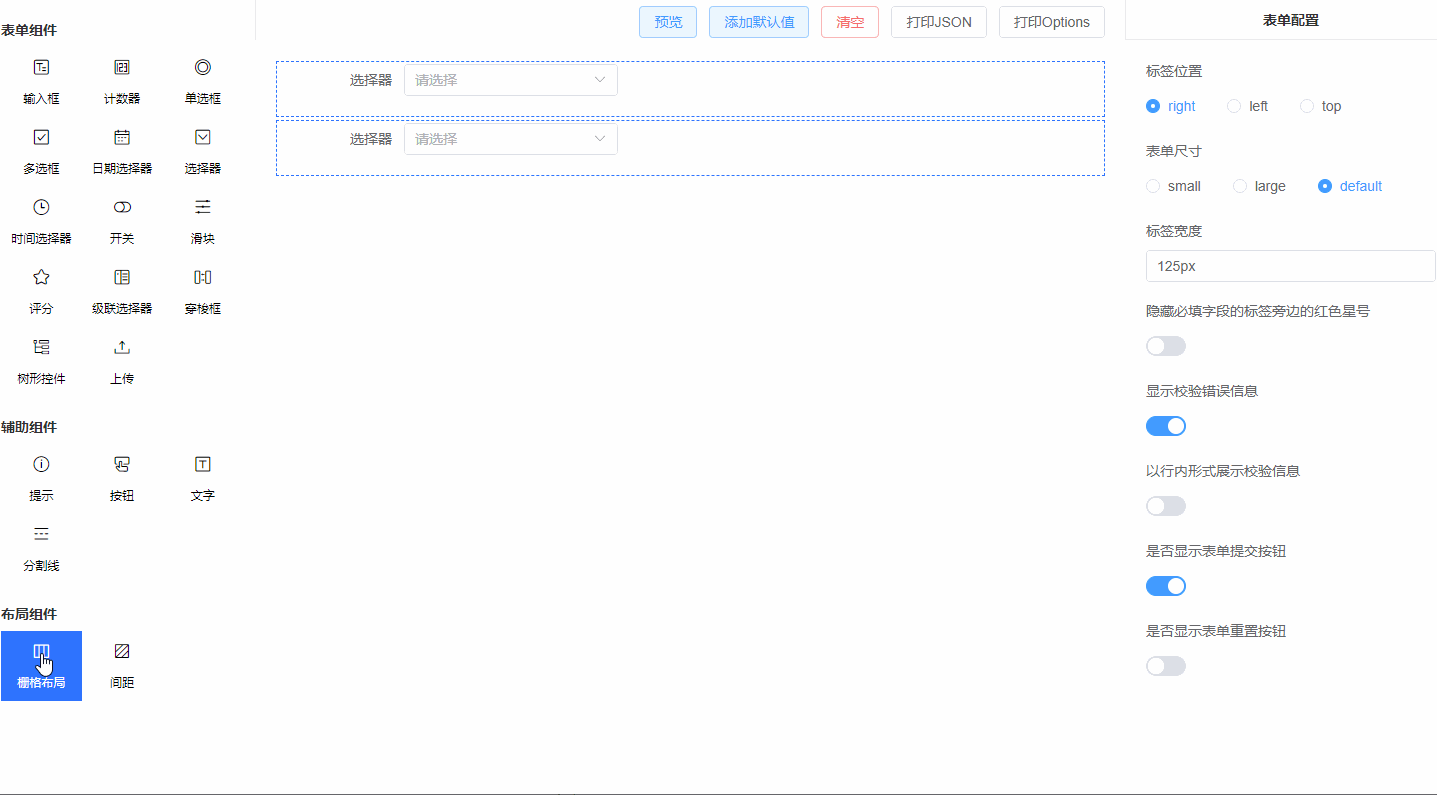 表单组件
输入框 计数器 单选框
多选框 日期选择器 选择器
时间选择器 开关 滑块
评分 级联选择器 穿梭框
树形控件 上传
辅助组件
提示 按钮 文字
分割线
布局组件
栅格布局 间距
预览 添加默认值 清空 打印JSON 打印Options
选择器 请选择
选择器 请选择
表单配置
标签位置
right left top
表单尺寸
small large default
标签宽度
125px
隐藏必填字段的标签旁边的红色星号
显示校验错误信息
以行内形式展示校验信息
是否显示表单提交按钮
是否显示表单重置按钮